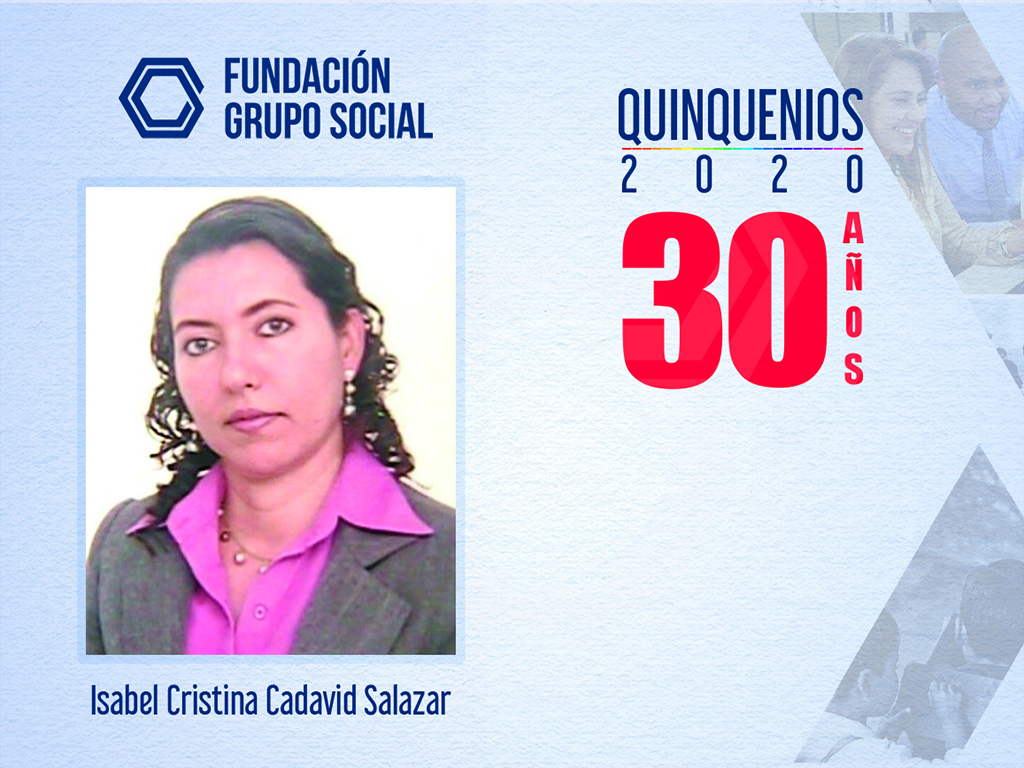 FUNDACIÓN
GRUPO SOCIAL
QUINQUENIOS
2020
30
AÑOS
Isabel Cristina Cadavid Salazar